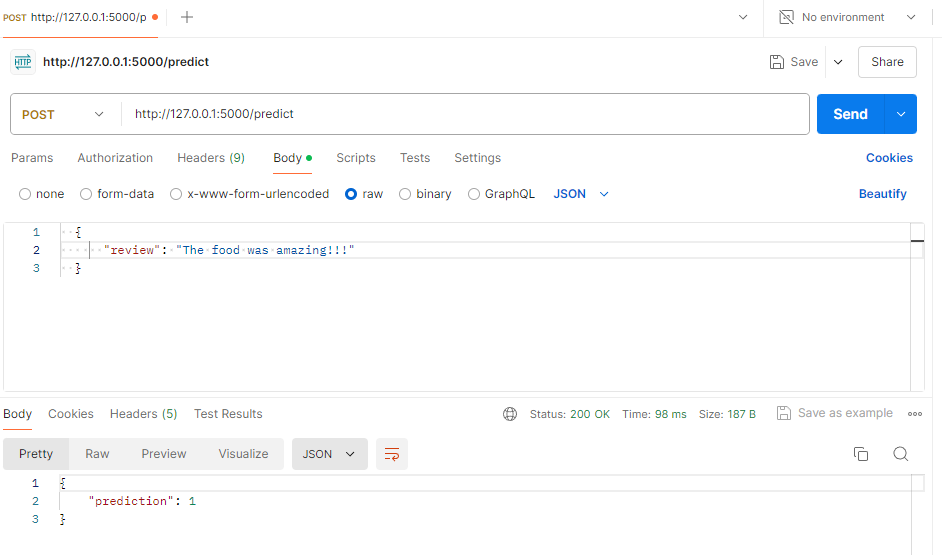 POST http://127.0.0.1:5000/p
No environment
HTTP http://127.0.0.1:5000/predict
Save
Share
POST
http://127.0.0.1:5000/predict
Send
Params Authorization Headers (9) Body Scripts Tests Settings Cookies
none form-data x-www-form-urlencoded raw binary GraphQL JSON Beautify
1 {
2 "review": "The food was amazing!!!"
3 }
Body Cookies Headers (5) Test Results Status: 200 OK Time: 98 ms Size: 187 B Save as example
Pretty Raw Preview Visualize JSON
1 {
2 "prediction": 1
3 }